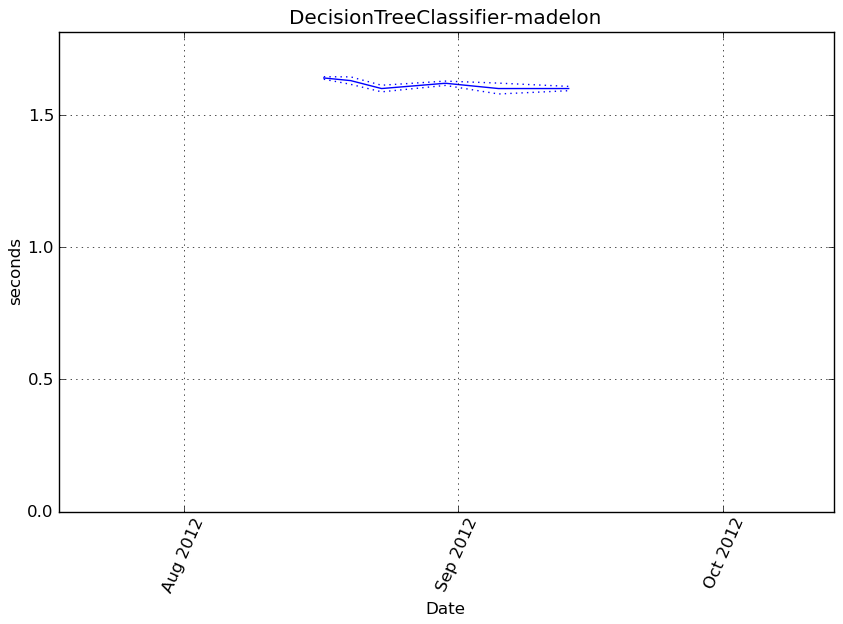 DecisionTreeClassifier-madelon
1.5
1.0
0.5
0.0
seconds
Aug 2012
Sep 2012
Oct 2012
Date